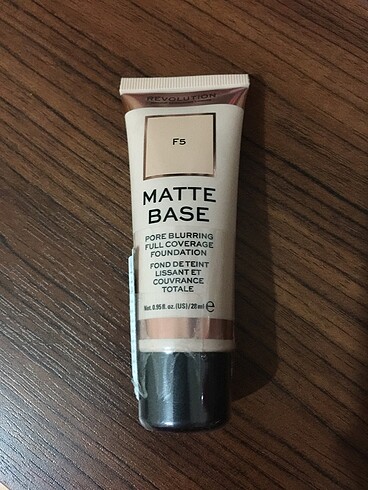 REVOLUTION
F5
MATTE
BASE
PORE BLURRING
FULL COVERAGE
FOUNDATION
FOND DE TEINT
LISSANT ET
COUVRANCE
TOTALE
Net. 0.95 fl. oz. (US)/28 ml ℮